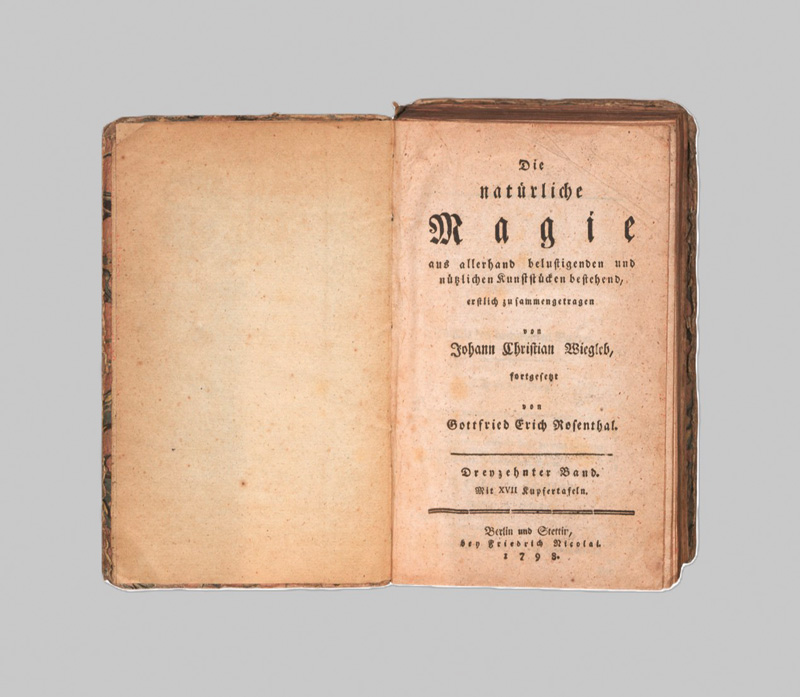 Die
natürliche
Magie
aus allerhand belustigenden und
nützlichen Kunststücken bestehend,
erstlich zusammengetragen
von
Johann Christian Wiegleb,
fortgesetzt
von
Gottfried Erich Rosenthal.
Dreyzehnter Band.
Mit XVII Kupfertafeln.
Berlin und Stettin,
bey Friedrich Nicolai.
1798.